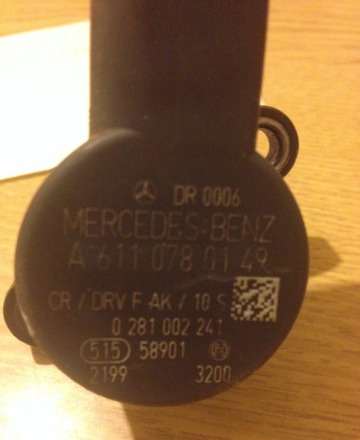 DR 0006
MERCEDES-BENZ
A 611 078 01 49
CR / DRV F-AK / 10 S
0 281 002 241
515 58901
2199 3200